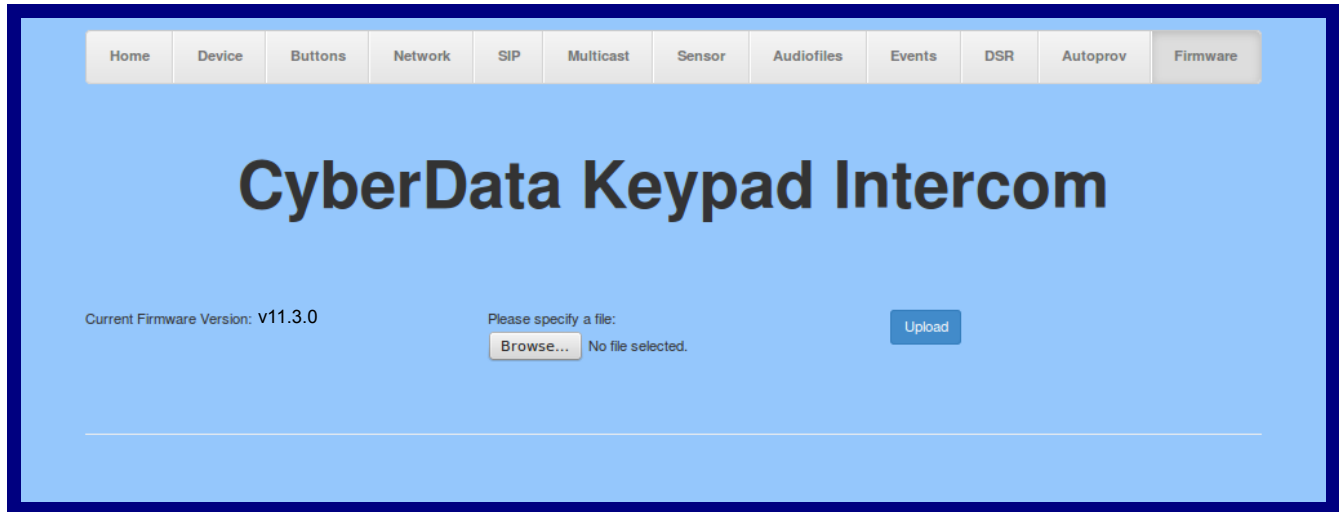 Home Device Buttons Network SIP Multicast Sensor Audiofiles Events DSR Autoprov Firmware
CyberData Keypad Intercom
Current Firmware Version: v11.3.0
Please specify a file:
Browse... No file selected.
Upload